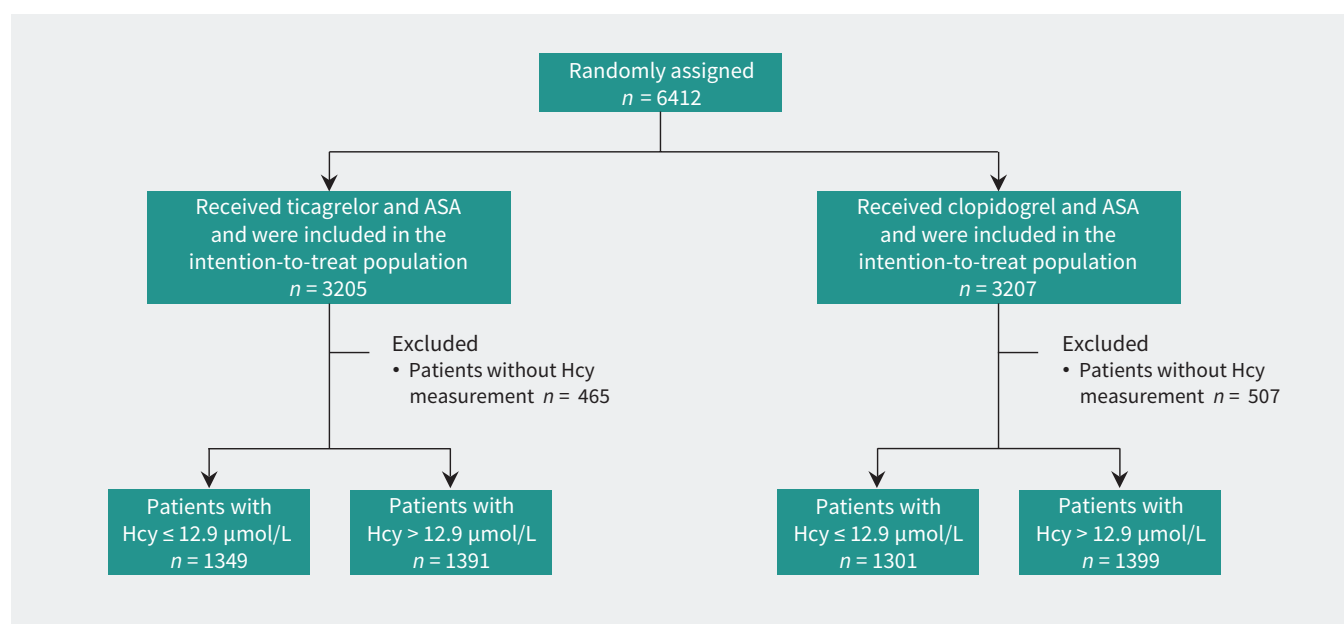 Randomly assigned
n = 6412
Received ticagrelor and ASA
and were included in the
intention-to-treat population
n = 3205
Received clopidogrel and ASA
and were included in the
intention-to-treat population
n = 3207
Excluded
• Patients without Hcy
measurement n = 465
Excluded
• Patients without Hcy
measurement n = 507
Patients with
Hcy ≤ 12.9 µmol/L
n = 1349
Patients with
Hcy > 12.9 µmol/L
n = 1391
Patients with
Hcy ≤ 12.9 µmol/L
n = 1301
Patients with
Hcy > 12.9 µmol/L
n = 1399